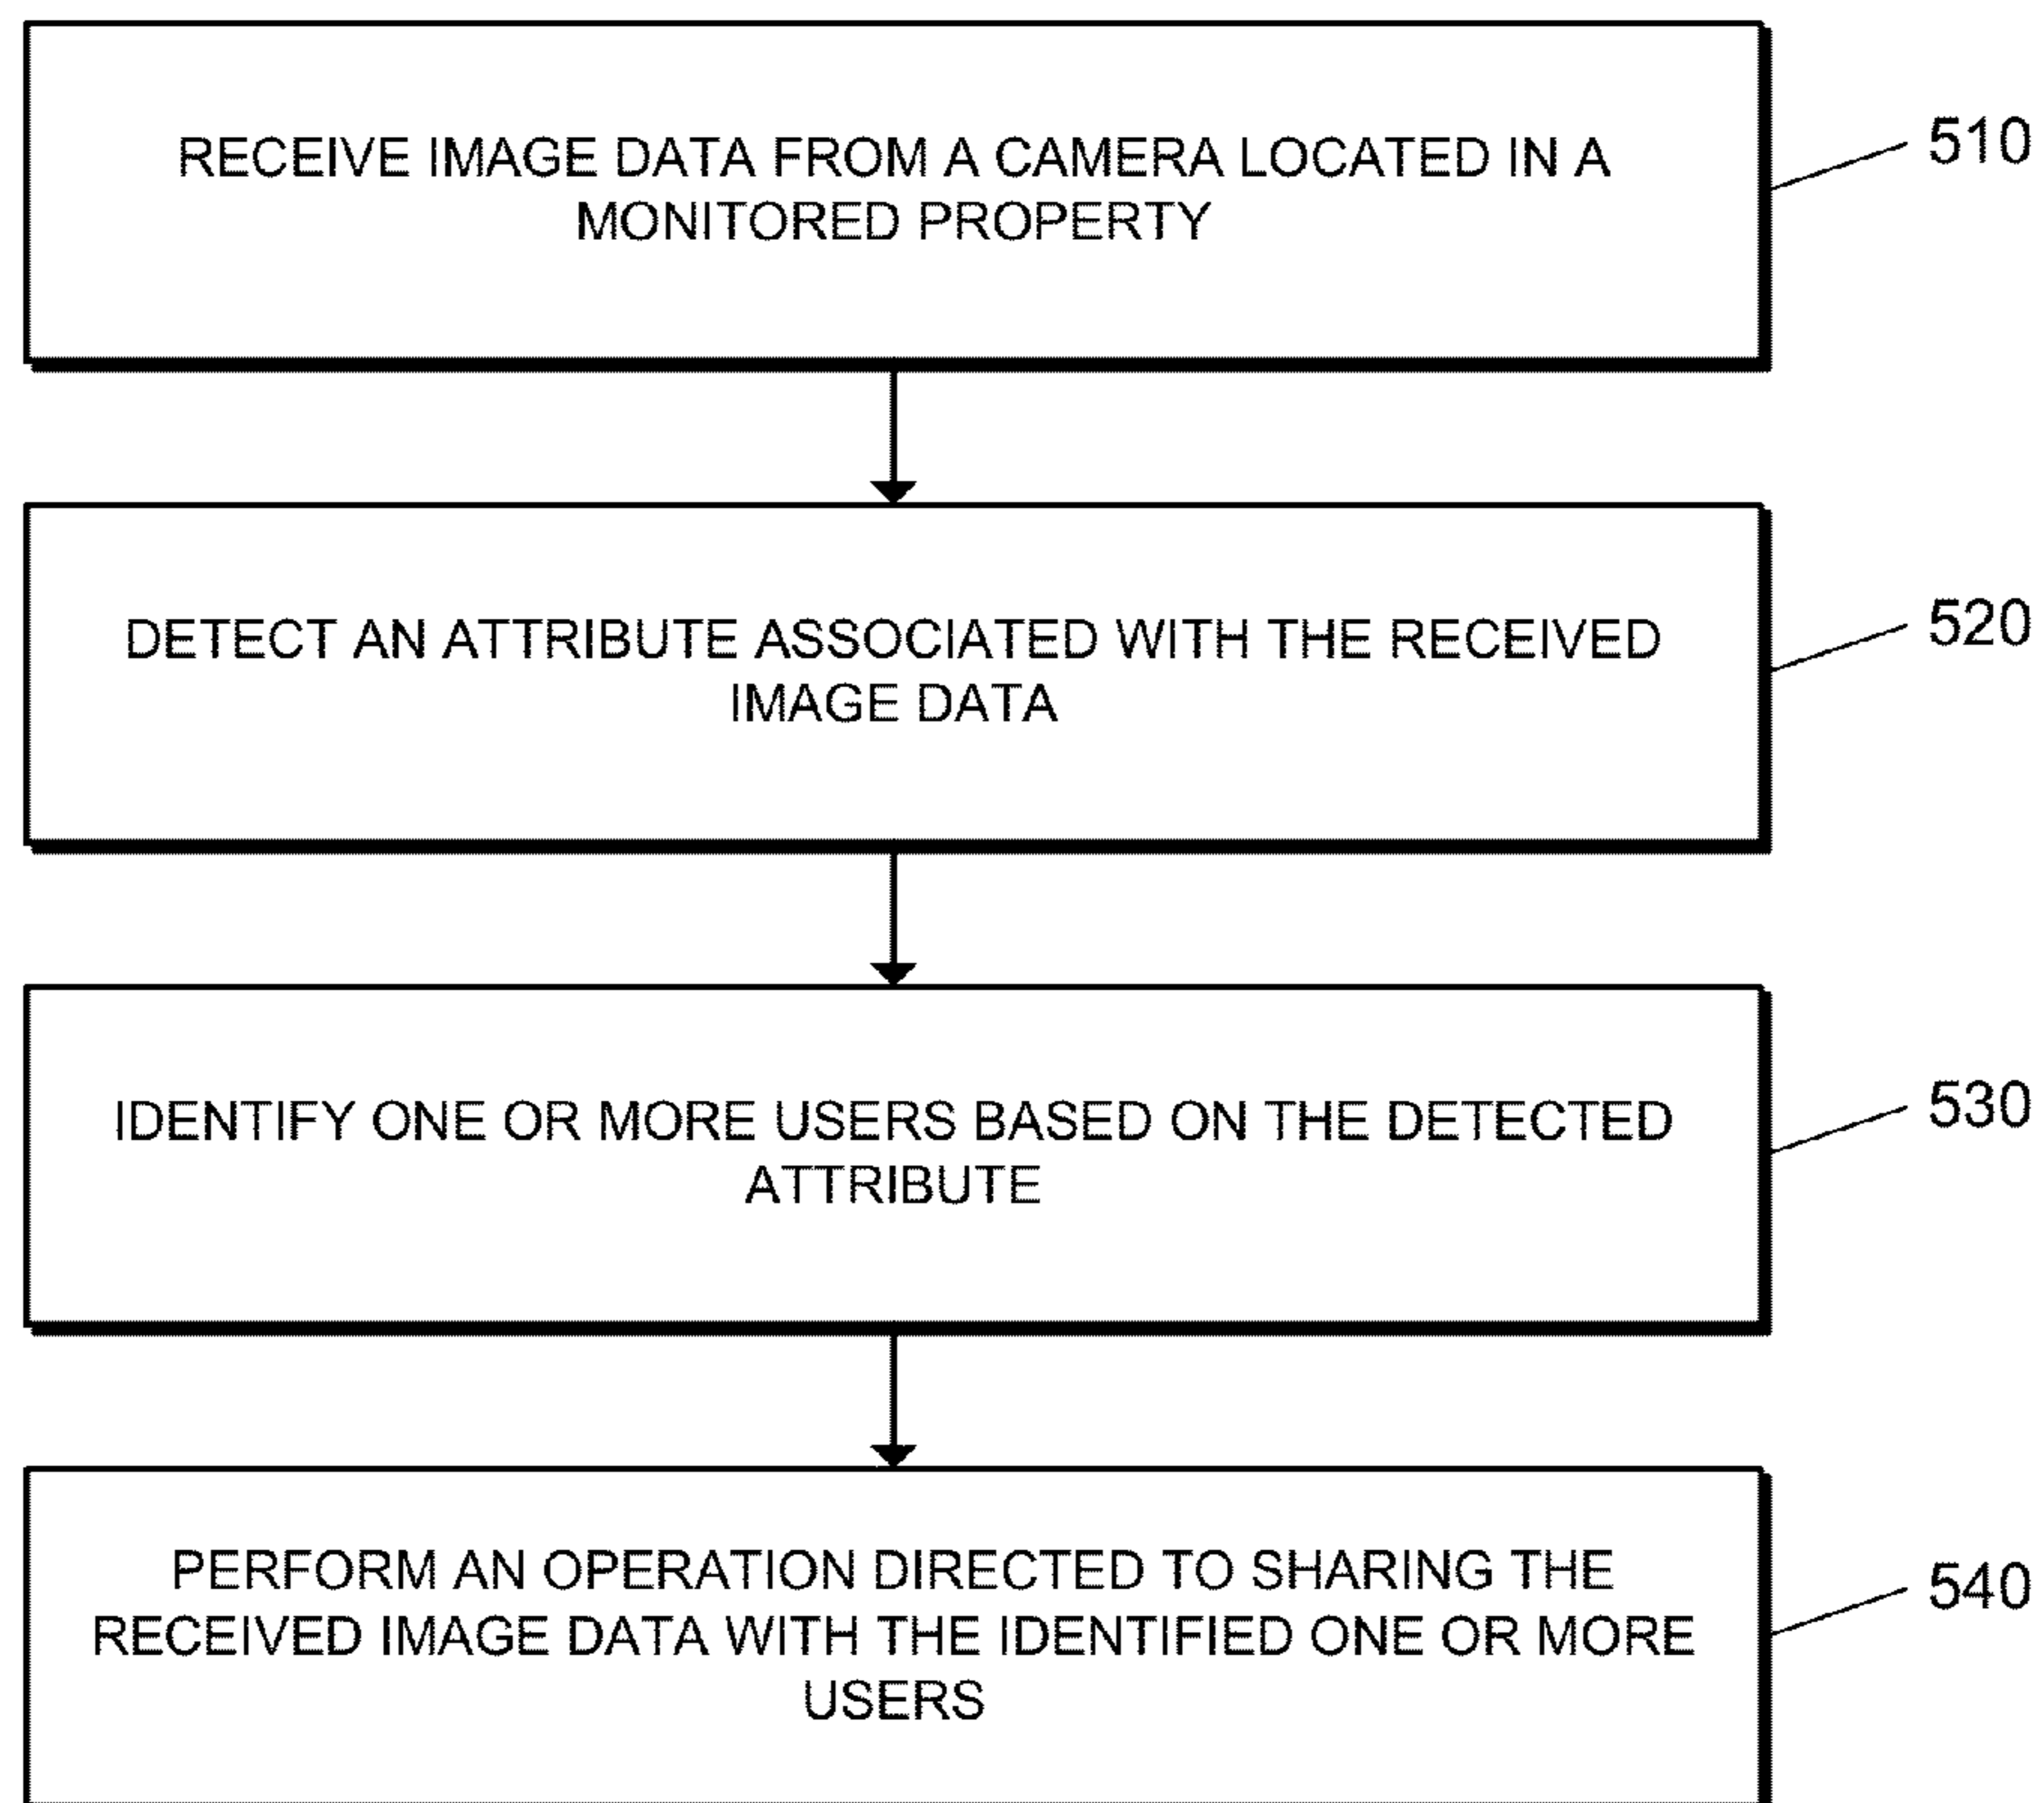 RECEIVE IMAGE DATA FROM A CAMERA LOCATED IN A
MONITORED PROPERTY
510
DETECT AN ATTRIBUTE ASSOCIATED WITH THE RECEIVED
IMAGE DATA
520
IDENTIFY ONE OR MORE USERS BASED ON THE DETECTED
ATTRIBUTE
530
PERFORM AN OPERATION DIRECTED TO SHARING THE
RECEIVED IMAGE DATA WITH THE IDENTIFIED ONE OR MORE
USERS
540